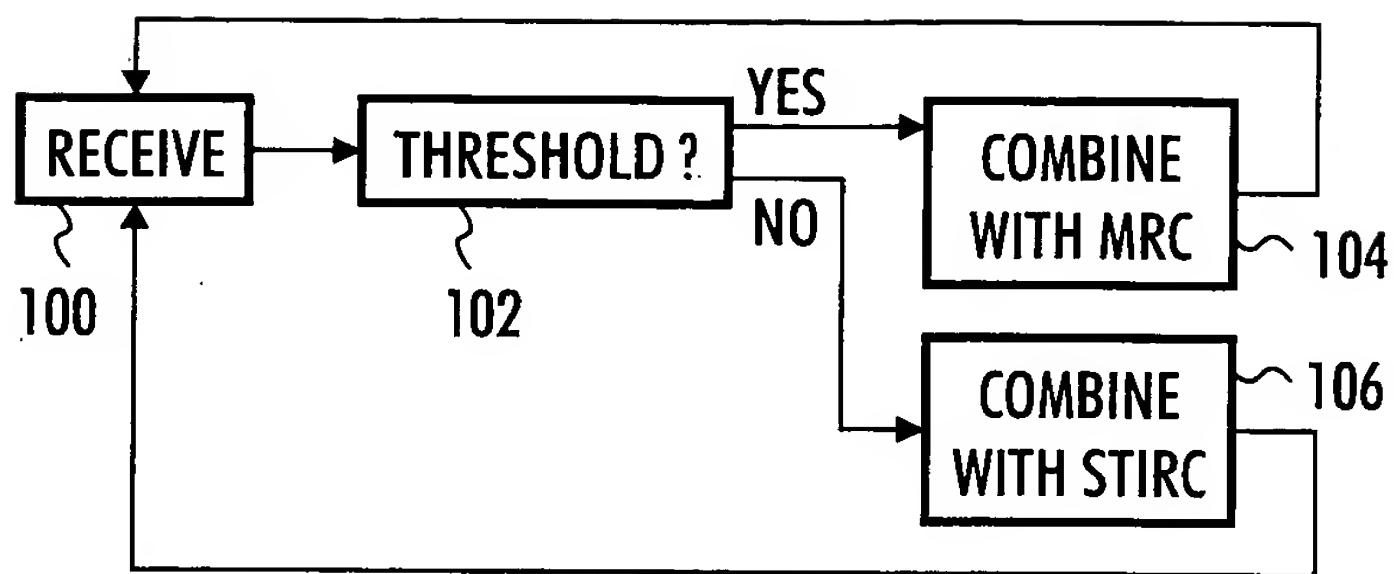 RECEIVE
100
THRESHOLD ?
102
YES
NO
COMBINE
WITH MRC
104
COMBINE
WITH STIRC
106